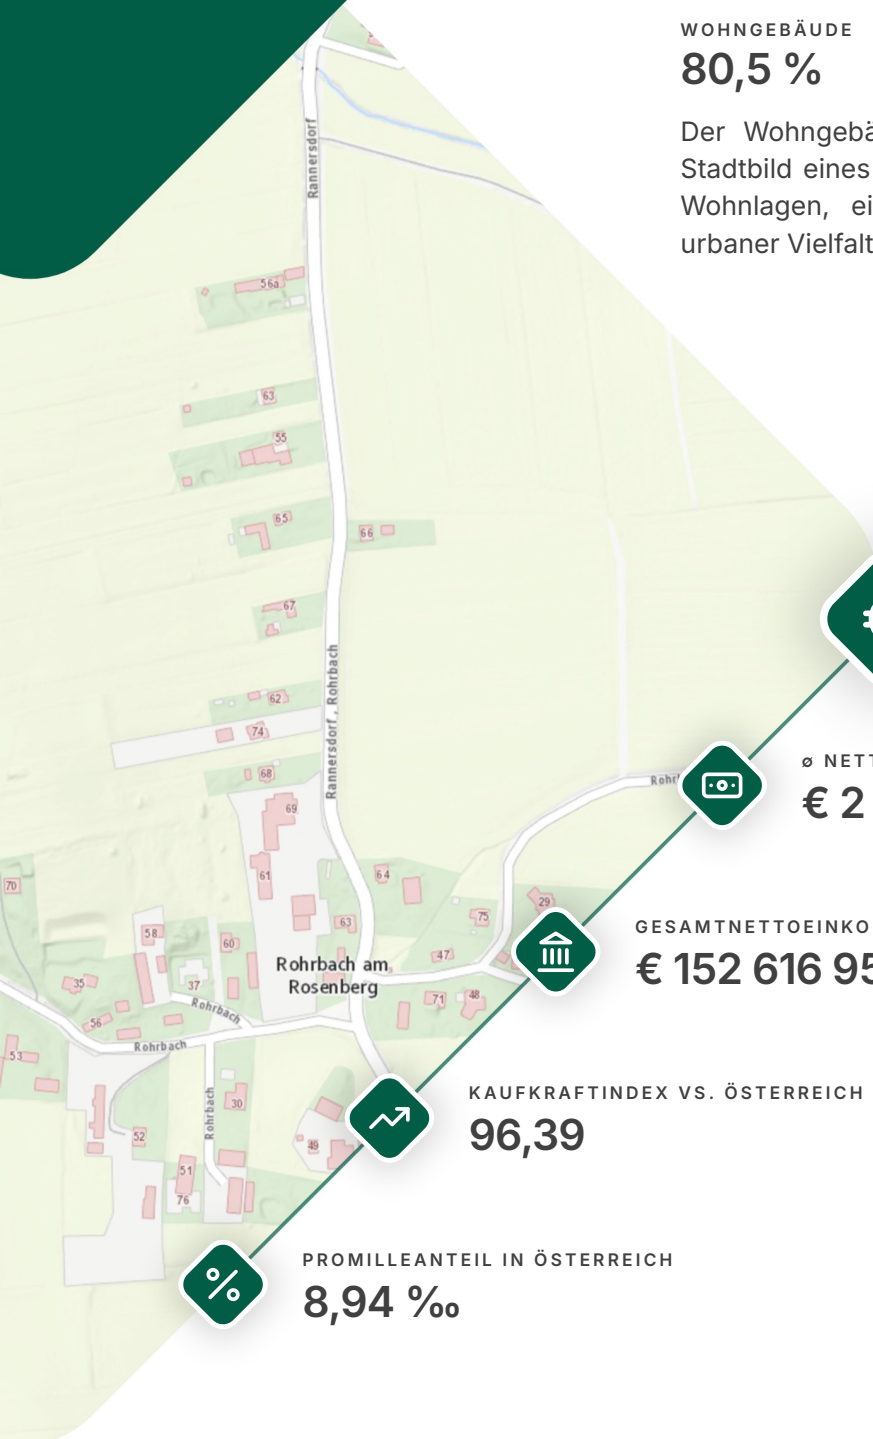 WOHNGEBÄUDE
80,5 %
Der Wohngebä
Stadtbild eines
Wohnlagen, ei
urbaner Vielfalt
Rannersdorf
56a
63
55
65
66
67
Rannersdorf, Rohrbach
62
74
68
69
61
64
70
63
75
29
58
60
47
Rohrbach am
Rosenberg
35
37
71
48
Rohrbach
56
Rohrbach
53
Rohrbach
30
52
49
51
76
Rohr
ø NETT
€ 2
GESAMTNETTOEINKO
€ 152 616 95
KAUFKRAFTINDEX VS. ÖSTERREICH
96,39
PROMILLEANTEIL IN ÖSTERREICH
8,94 ‰